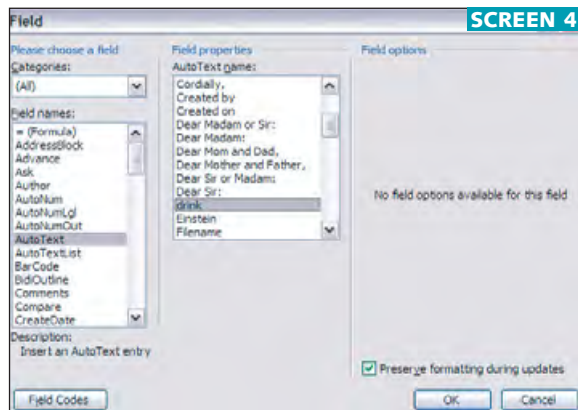 Field
SCREEN 4
Please choose a field
Categories:
(All)
Field names:
= (Formula)
AddressBlock
Advance
Ask
Author
AutoNum
AutoNumLgl
AutoNumOut
AutoText
AutoTextList
BarCode
BidiOutline
Comments
Compare
CreateDate
Description:
Insert an AutoText entry
Field Codes
Field properties
AutoText name:
Cordially,
Created by
Created on
Dear Madam or Sir:
Dear Madam:
Dear Mom and Dad,
Dear Mother and Father,
Dear Sir or Madam:
Dear Sir:
drink
Einstein
Filename
Field options
No field options available for this field
Preserve formatting during updates
OK
Cancel